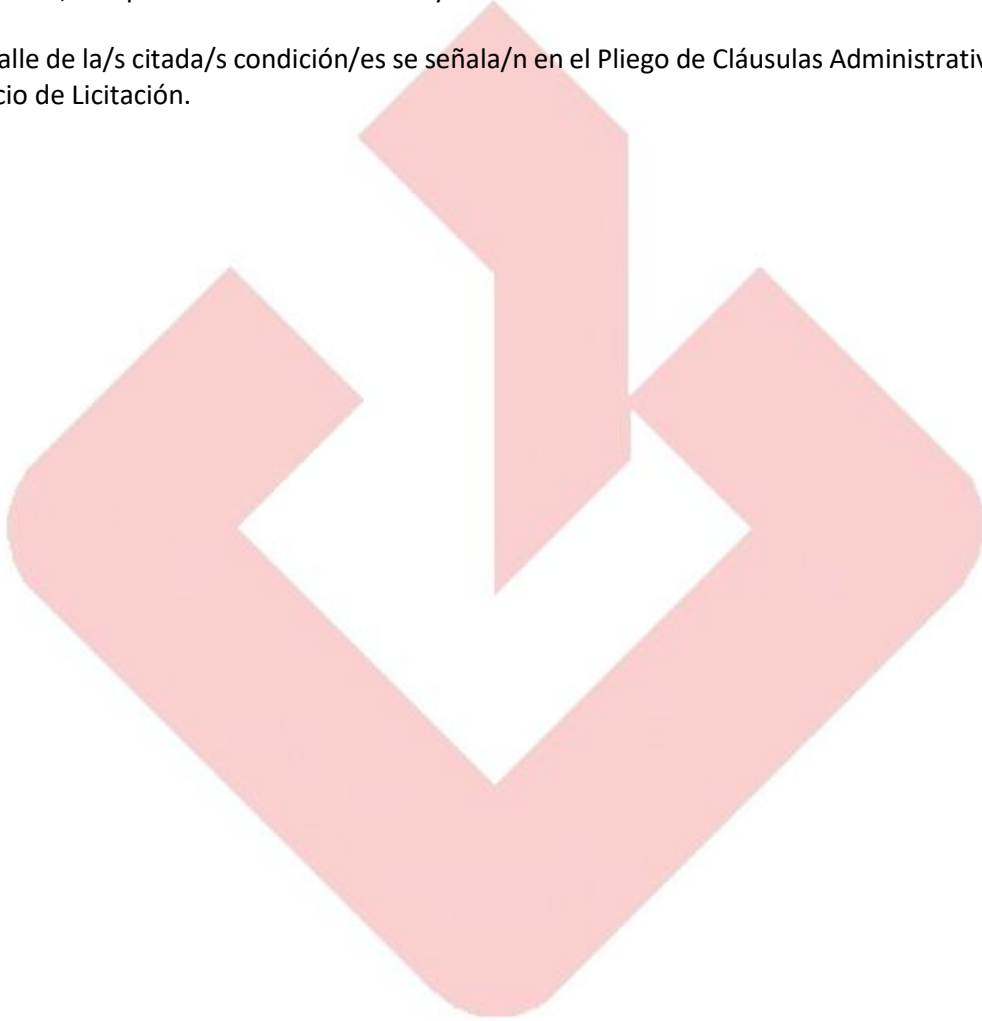 alle de la/s citada/s condición/es se señala/n en el Pliego de Cláusulas Administrativ
cio de Licitación.